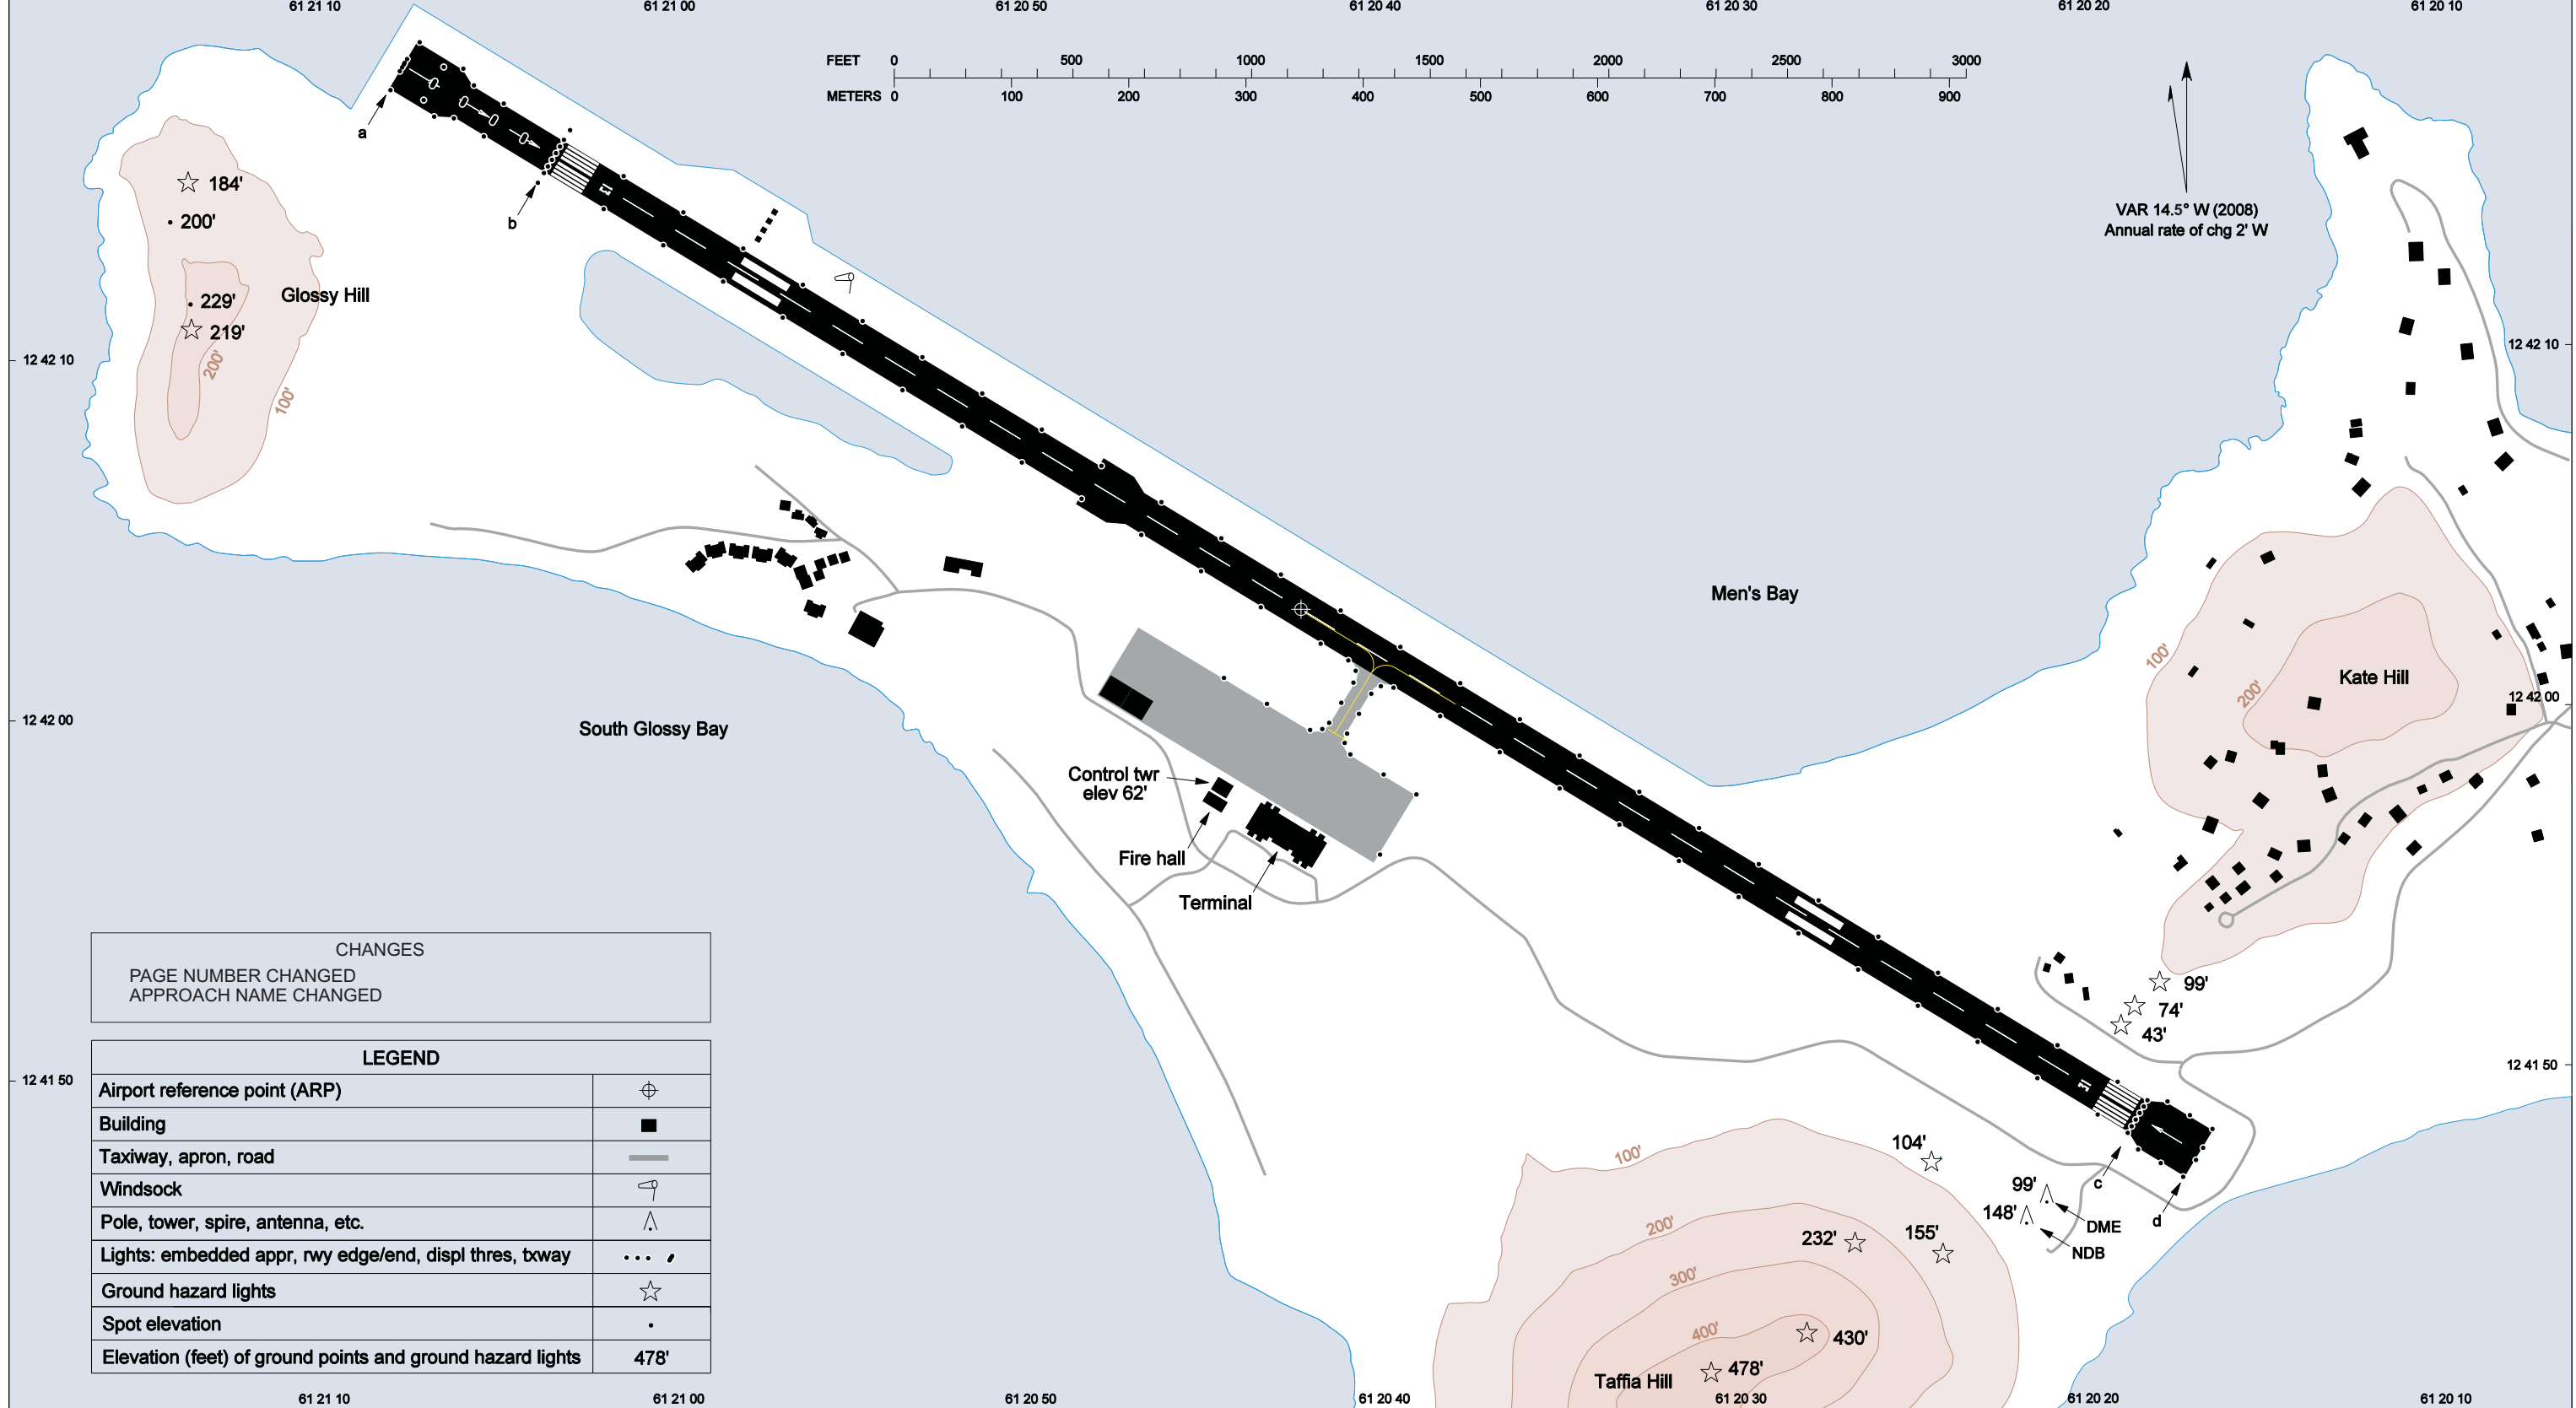 61 21 10
61 21 00
61 20 50
61 20 40
61 20 30
61 20 20
61 20 10
FEET 0 500 1000 1500 2000 2500 3000
METERS 0 100 200 300 400 500 600 700 800 900
a
b
13
184'
200'
229'
219'
200'
100'
Glossy Hill
VAR 14.5° W (2008)
Annual rate of chg 2' W
12 42 10
12 42 10
Men's Bay
100'
200'
Kate Hill
12 42 00
12 42 00
South Glossy Bay
Control twr
elev 62'
Fire hall
Terminal
99'
74'
43'
12 41 50
12 41 50
31
c
d
104'
99'
148'
DME
NDB
100'
200'
300'
400'
232'
155'
430'
478'
Taffia Hill
CHANGES
PAGE NUMBER CHANGED
APPROACH NAME CHANGED
LEGEND
Airport reference point (ARP)
Building
Taxiway, apron, road
Windsock
Pole, tower, spire, antenna, etc.
Lights: embedded appr, rwy edge/end, displ thres, txway
Ground hazard lights
Spot elevation
Elevation (feet) of ground points and ground hazard lights 478'
61 21 10
61 21 00
61 20 50
61 20 40
61 20 30
61 20 20
61 20 10